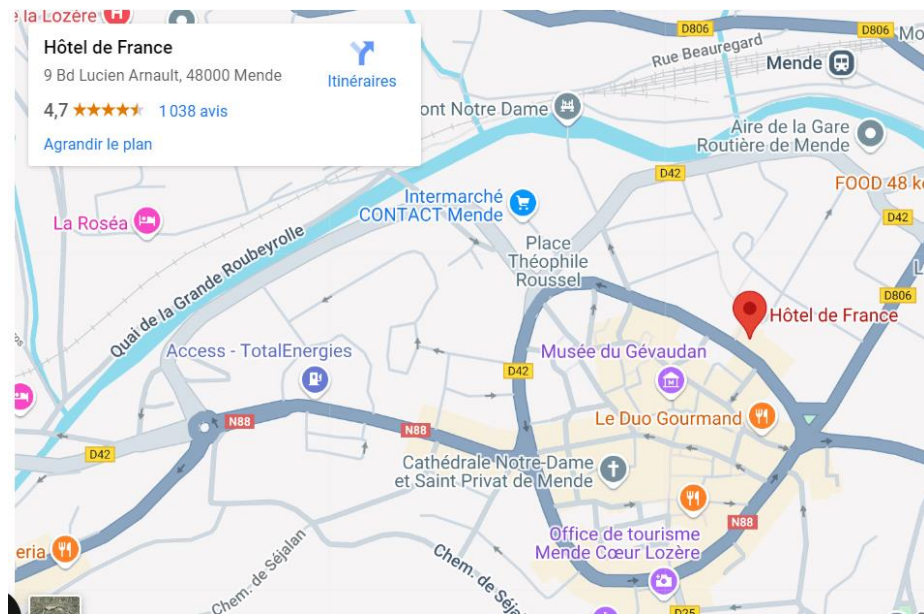 e la Lozère
Hôtel de France
9 Bd Lucien Arnault, 48000 Mende
4,7
1 038 avis
Agrandir le plan
Itinéraires
D806
D806
Rue Beauregard
Mende
ont Notre Dame
Aire de la Gare
Routière de Mende
D42
FOOD 48
Intermarché
CONTACT Mende
La Roséa
D42
Place
Théophile
Roussel
Quai de la Grande Roubeyrolle
D806
Hôtel de France
Access - TotalEnergies
Musée du Gévaudan
D42
Le Duo Gourmand
N88
N88
D42
Cathédrale Notre-Dame
et Saint Privat de Mende
N88
Office de tourisme
Mende Cœur Lozère
eria
Chem. de Séjalan
Chem. de Séj
D25